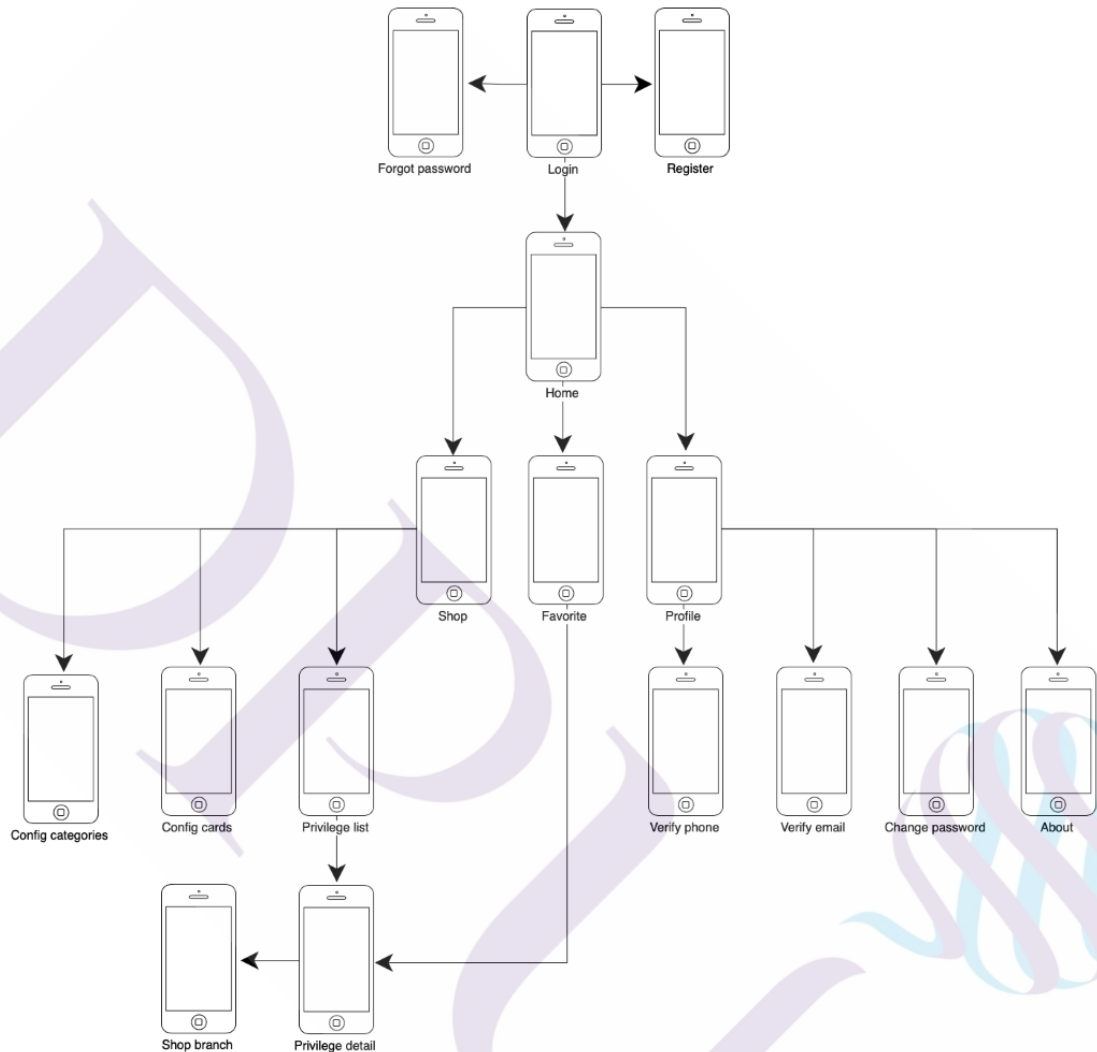 Forgot password
Login
Register
Home
Shop
Favorite
Profile
Config categories
Config cards
Privilege list
Verify phone
Verify email
Change password
About
Shop branch
Privilege detail